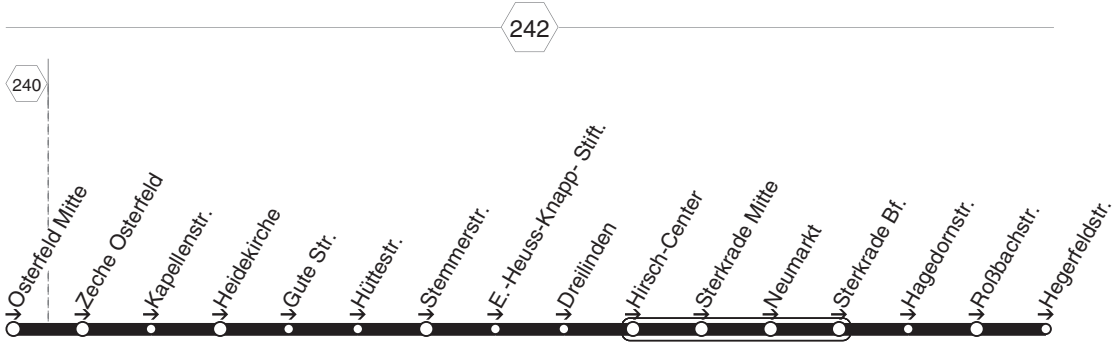 242
240
Osterfeld Mitte
Zeche Osterfeld
Kapellenstr.
Heidekirche
Gute Str.
Hüttestr.
Stemmerstr.
E.-Heuss-Knapp- Stift.
Dreilinden
Hirsch-Center
Sterkrade Mitte
Neumarkt
Sterkrade Bf.
Hagedornstr.
Roßbachstr.
Hegerfeldstr.